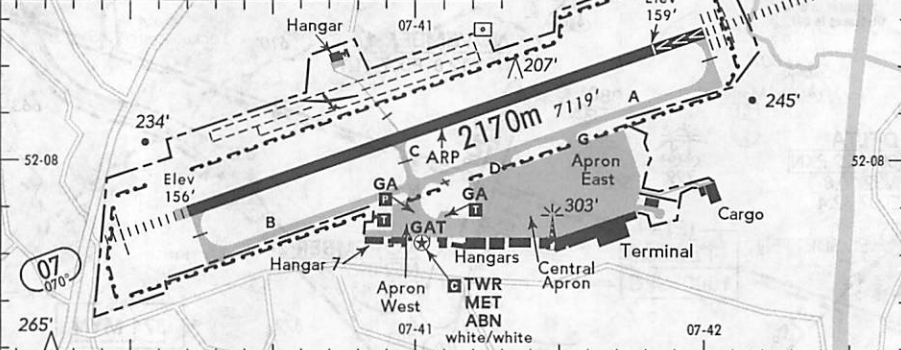 07-41
Elev
159'
Hangar
207'
234'
245'
2170m 7119'
A
C
ARP
D
G
52-08
52-08
Elev
156'
Apron
East
GA
P
T
GA
T
303'
B
GAT
Cargo
07
070°
Hangar 7
Hangars
Terminal
Apron
West
Central
Apron
C TWR
MET
ABN
white/white
265'
07-41
07-42